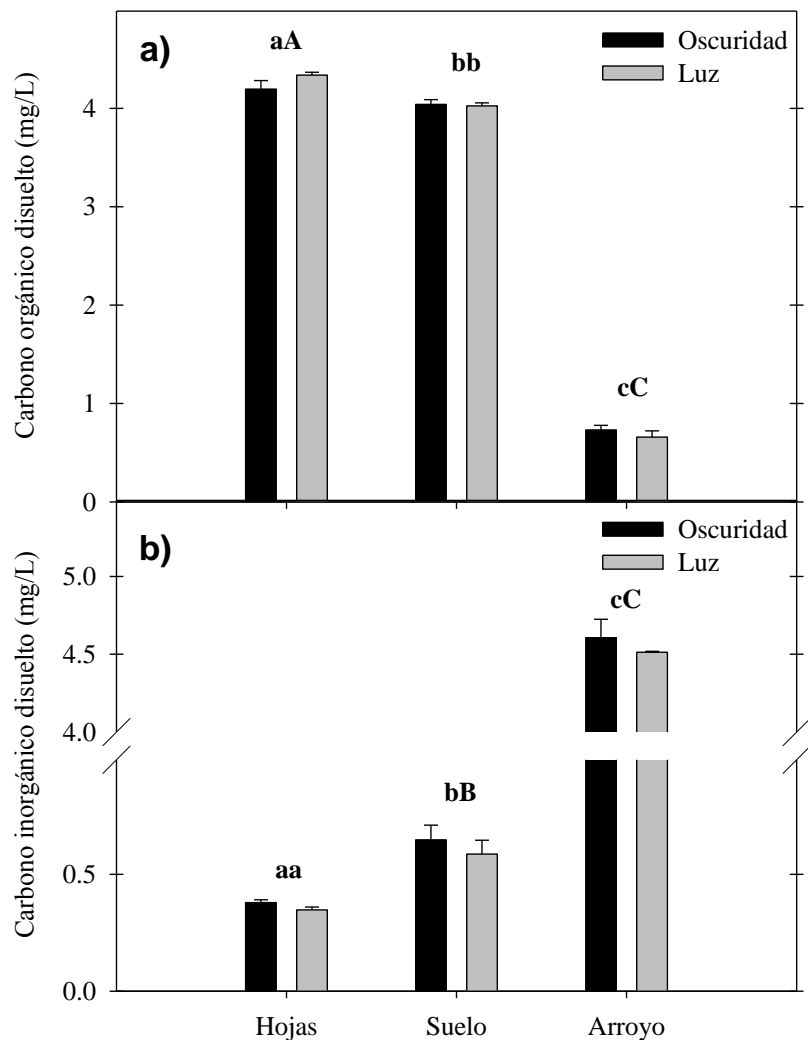 a)
aA
bb
cC
Oscuridad
Luz
Carbono orgánico disuelto (mg/L)
4
3
2
1
0
b)
Oscuridad
Luz
cC
bB
aa
Carbono inorgánico disuelto (mg/L)
5.0
4.5
4.0
0.5
0.0
Hojas Suelo Arroyo